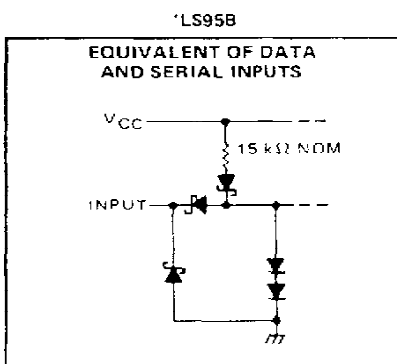 'LS95B
EQUIVALENT OF DATA
AND SERIAL INPUTS
VCC
15 kΩ NOM
INPUT